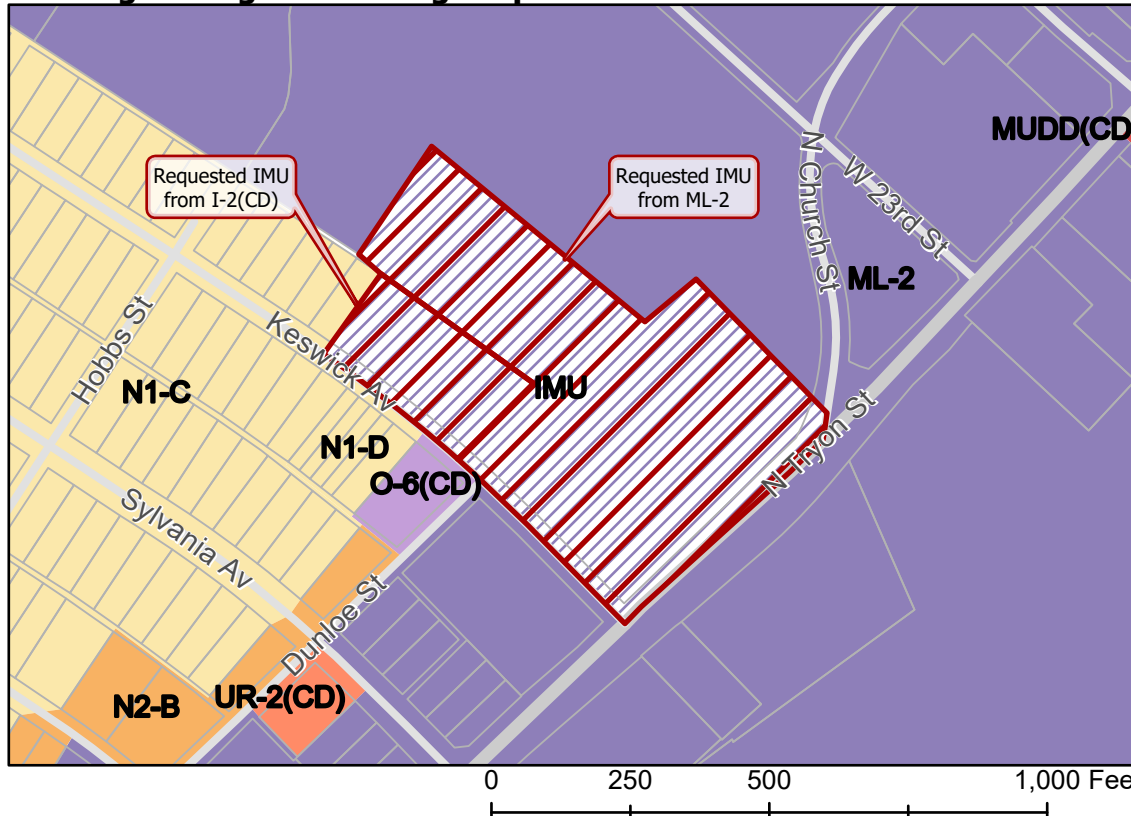 MUDD(CD
Requested IMU
from I-2(CD)
Requested IMU
from ML-2
N Church St
W 23rd St
ML-2
Hobbs St
Keswick Av
N1-C
IMU
N1-D
O-6(CD)
N Tryon St
Sylvania Av
Dunloe St
N2-B
UR-2(CD)
0 250 500 1,000 Fee